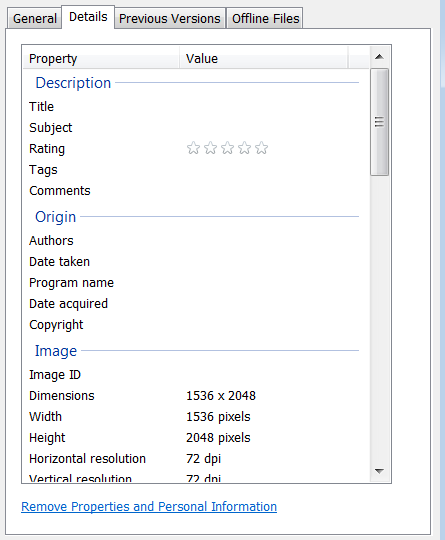 General Details Previous Versions Offline Files
Property Value
Description
Title
Subject
Rating
Tags
Comments
Origin
Authors
Date taken
Program name
Date acquired
Copyright
Image
Image ID
Dimensions 1536 x 2048
Width 1536 pixels
Height 2048 pixels
Horizontal resolution 72 dpi
Vertical resolution 72 dpi
Remove Properties and Personal Information